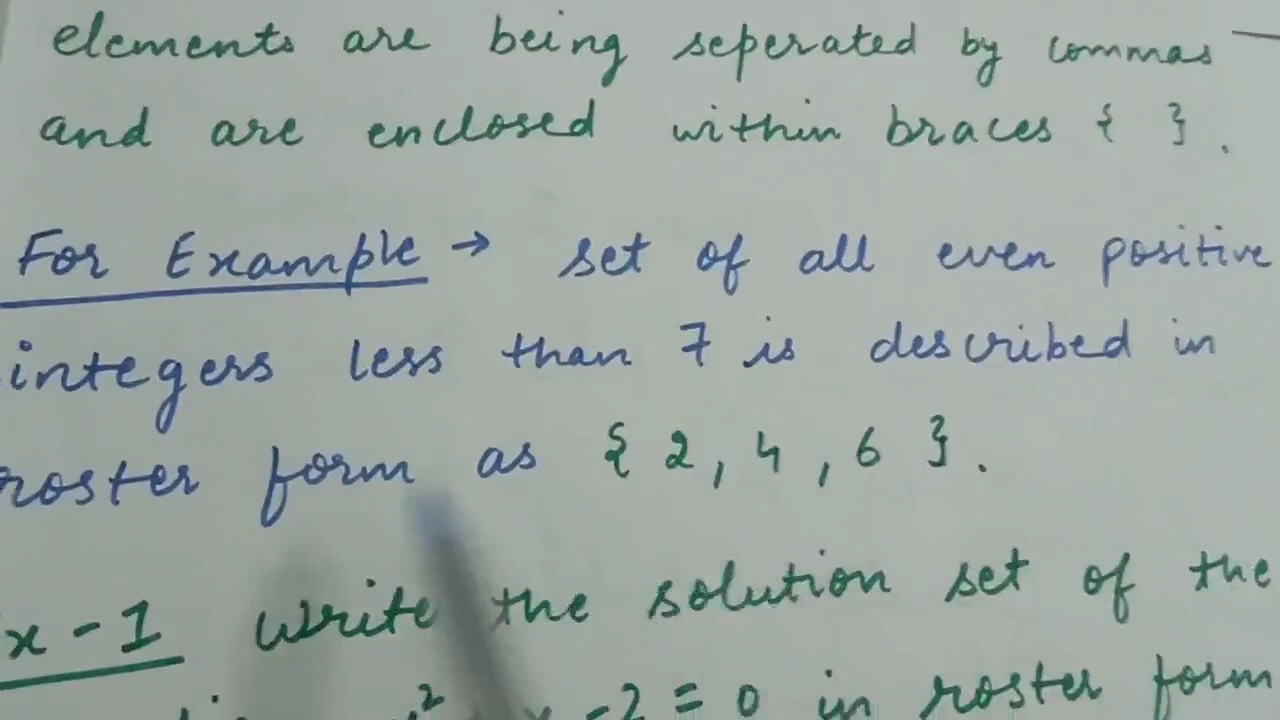 elements are being seperated by commas
and are enclosed within braces { }.
For Example → set of all even positive
integers less than 7 is described in
roster form as { 2, 4, 6 }.
x - 1 Write the solution set of the
x - 2 = 0 in roster form